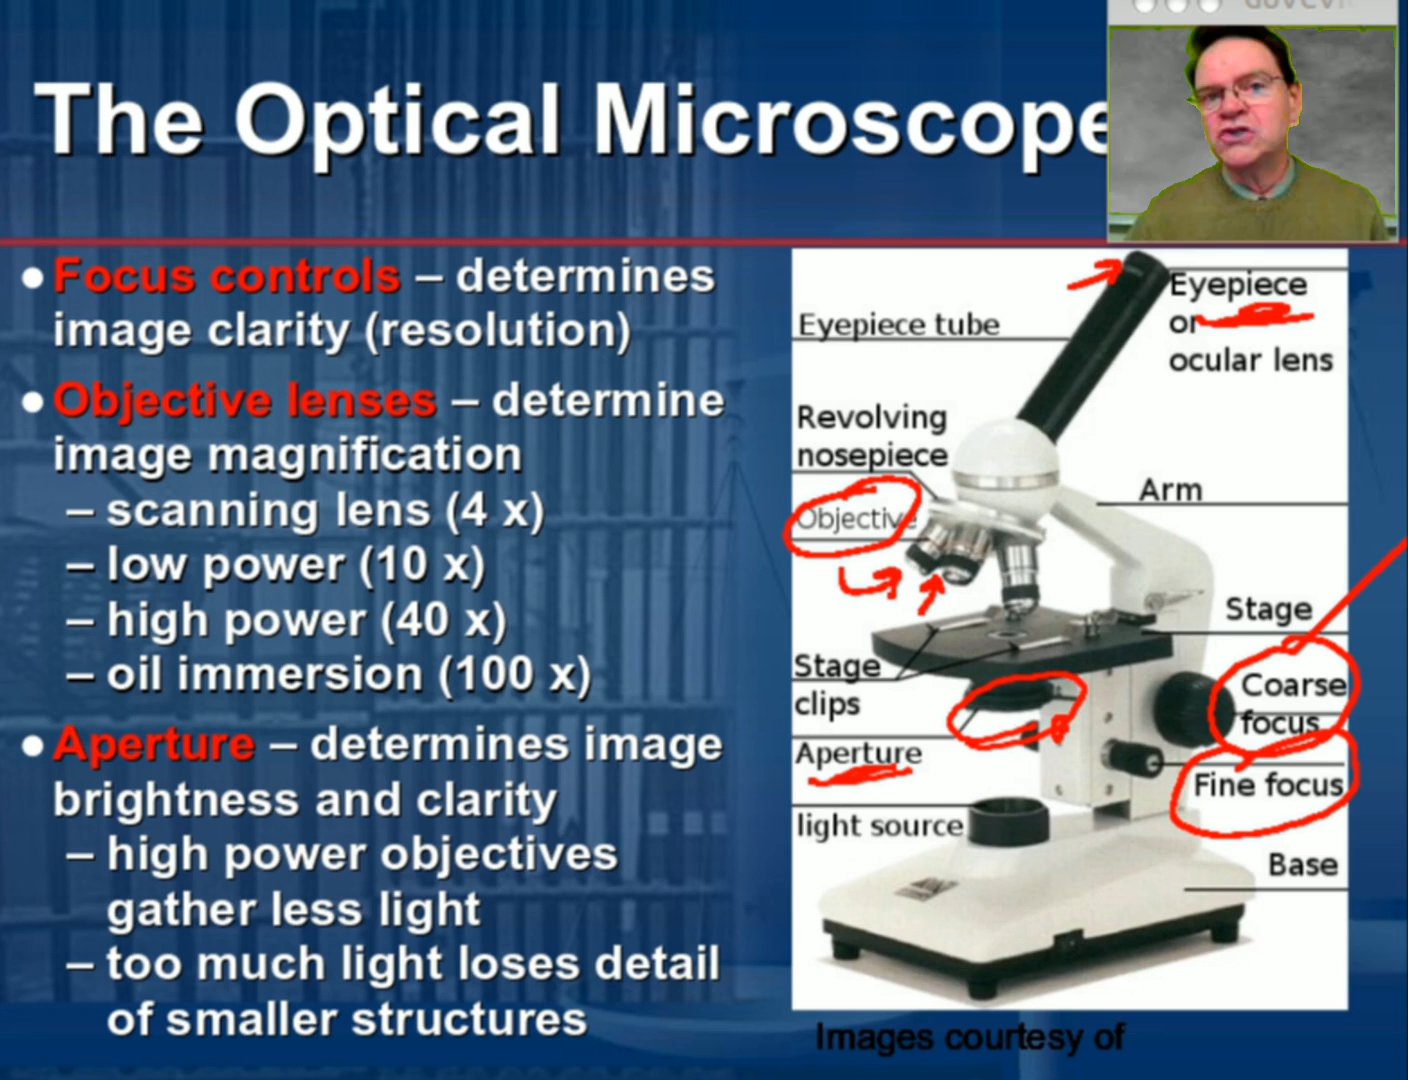 The Optical Microscope
Focus controls – determines
image clarity (resolution)
Objective lenses – determine
image magnification
– scanning lens (4 x)
– low power (10 x)
– high power (40 x)
– oil immersion (100 x)
Aperture – determines image
brightness and clarity
– high power objectives
gather less light
– too much light loses detail
of smaller structures
Eyepiece
or
ocular lens
Eyepiece tube
Revolving
nosepiece
Arm
Objective
Stage
Stage
clips
Coarse
focus
Aperture
Fine focus
light source
Base
Images courtesy of